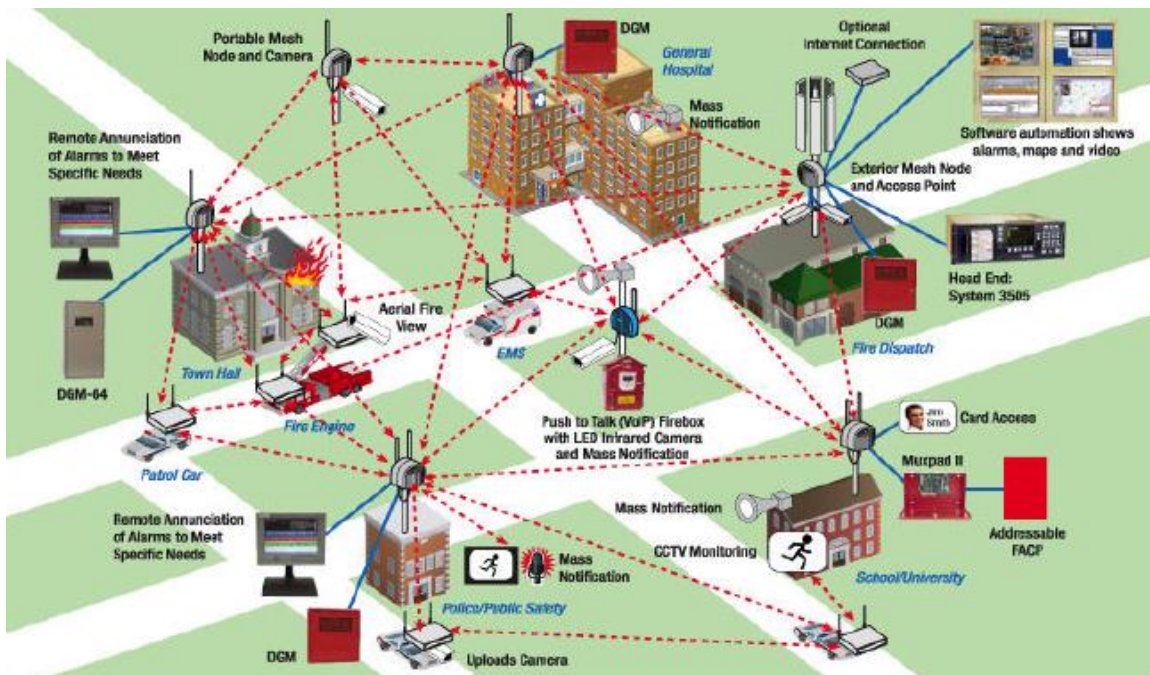 Portable Mesh
Node and Camera
DGM
General
Hospital
Optional
Internet Connection
Mass
Notification
Software automation shows
alarms, maps and video
Remote Annunciation
of Alarms to Meet
Specific Needs
Exterior Mesh Node
and Access Point
Head End:
System 3505
DGM
Fire Dispatch
Aerial Fire
View
EMS
Town Hall
DGM-64
Fire Engine
Push to Talk (VoIP) Firebox
with LED Infrared Camera
and Mass Notification
Jim
Smith
Card Access
Patrol Car
Muxpad II
Mass Notification
Addressable
FACP
Remote Annunciation
of Alarms to Meet
Specific Needs
CCTV Monitoring
Mass
Notification
School/University
Police/Public Safety
DGM
Uploads Camera